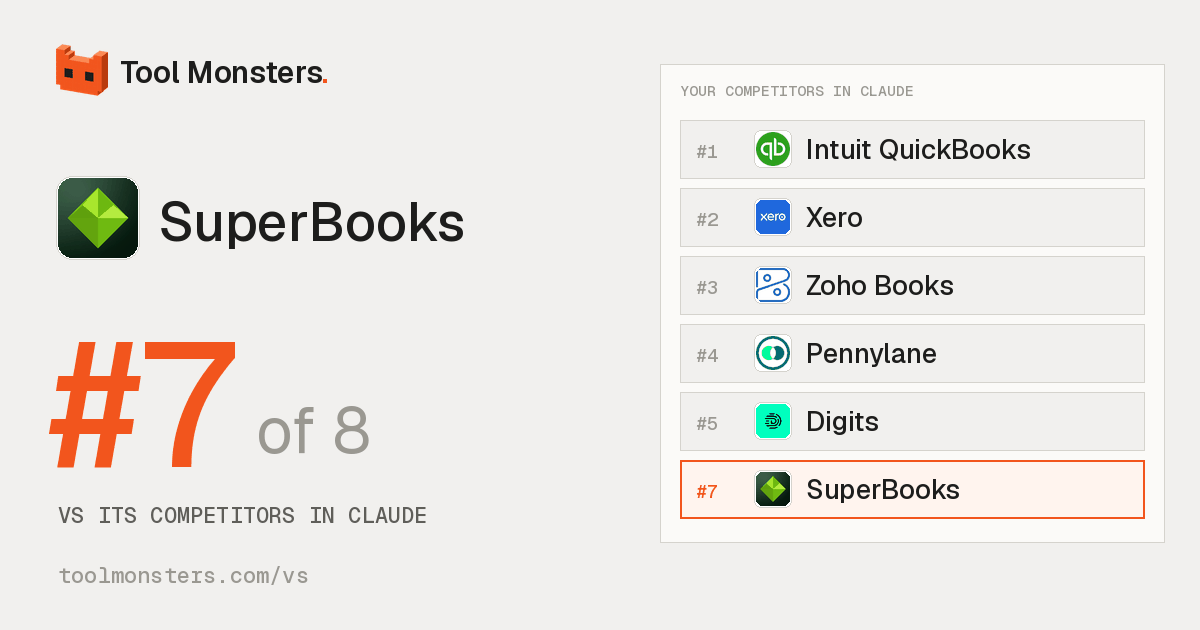 Tool Monsters.
SuperBooks
#7 of 8
VS ITS COMPETITORS IN CLAUDE
toolmonsters.com/vs
YOUR COMPETITORS IN CLAUDE
#1 qb Intuit QuickBooks
#2 xero Xero
#3 Zoho Books
#4 Pennylane
#5 Digits
#7 SuperBooks